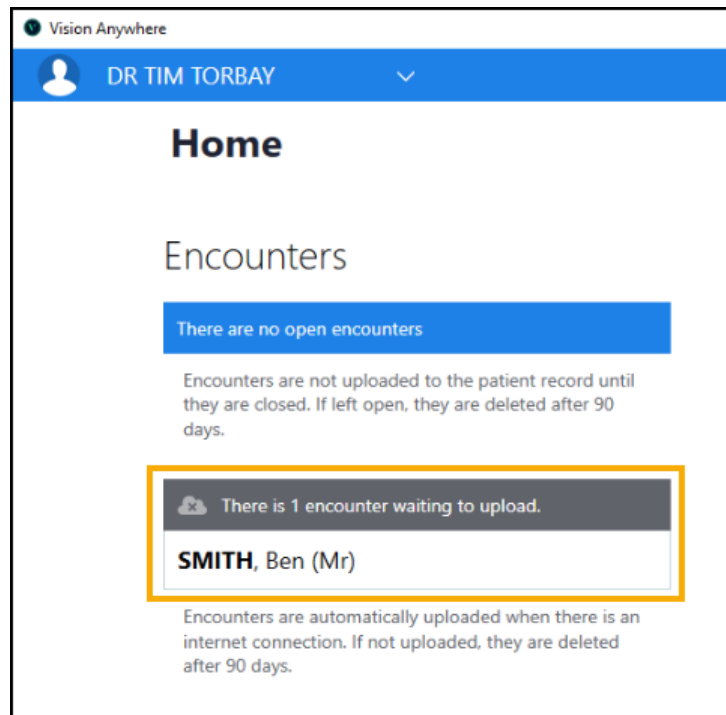 Vision Anywhere
DR TIM TORBAY
Home
Encounters
There are no open encounters
Encounters are not uploaded to the patient record until
they are closed. If left open, they are deleted after 90
days.
There is 1 encounter waiting to upload.
SMITH, Ben (Mr)
Encounters are automatically uploaded when there is an
internet connection. If not uploaded, they are deleted
after 90 days.